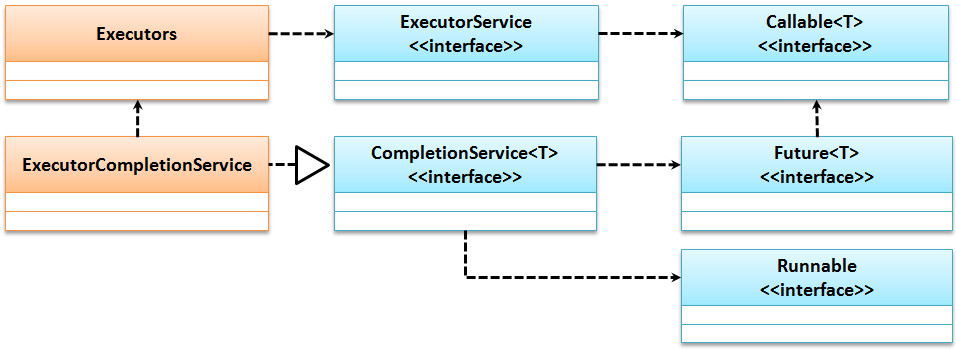 Executors
ExecutorService
<<interface>>
Callable<T>
<<interface>>
ExecutorCompletionService
CompletionService<T>
<<interface>>
Future<T>
<<interface>>
Runnable
<<interface>>